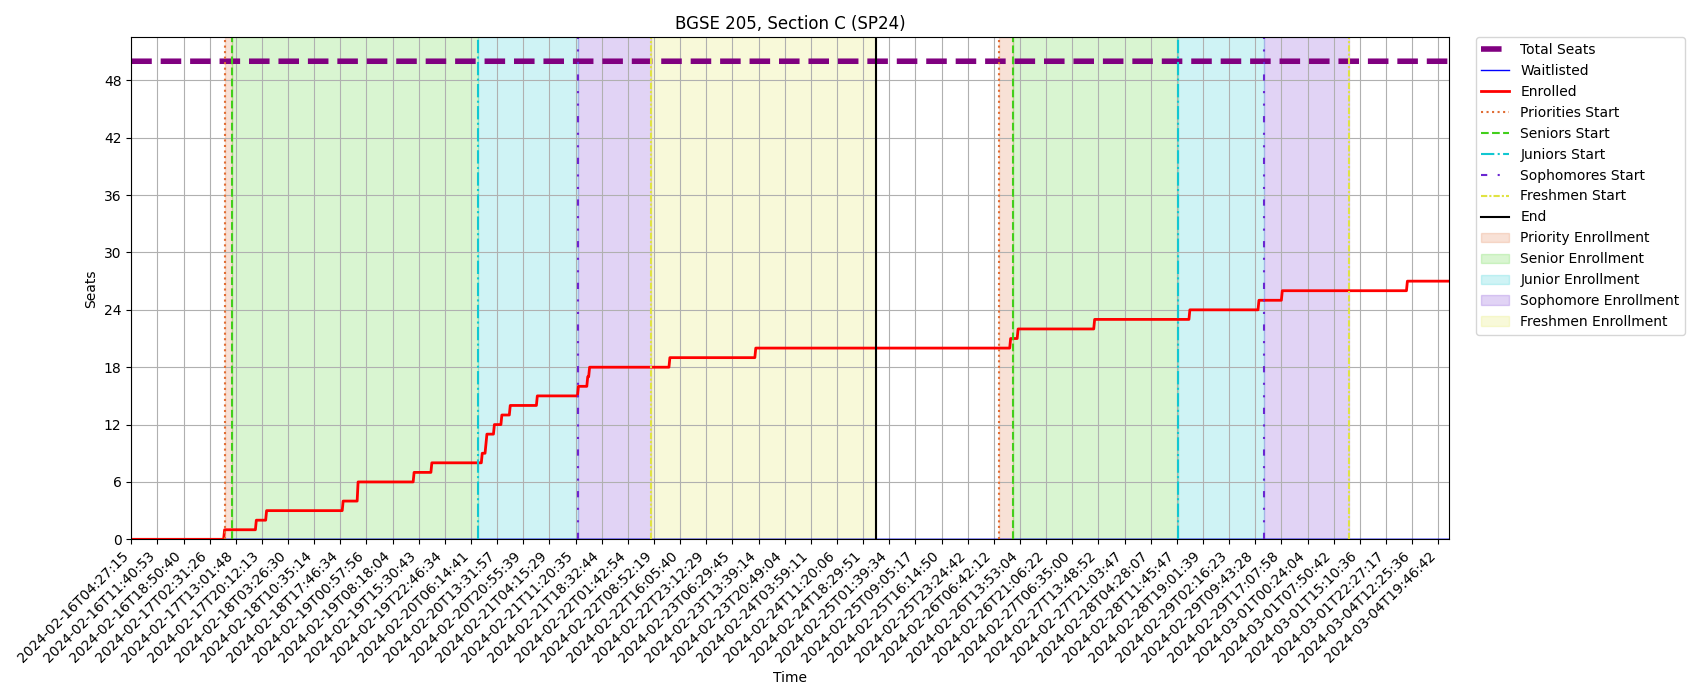 BGSE 205, Section C (SP24)
Seats
48
42
36
30
24
18
12
6
0
2024-02-16T04:27:15
2024-02-16T11:40:53
2024-02-16T18:50:40
2024-02-17T02:31:26
2024-02-17T13:01:48
2024-02-17T20:12:13
2024-02-18T03:26:30
2024-02-18T10:35:14
2024-02-18T17:46:34
2024-02-19T00:57:56
2024-02-19T08:18:04
2024-02-19T15:30:43
2024-02-19T22:46:34
2024-02-20T06:14:41
2024-02-20T13:31:57
2024-02-20T20:55:39
2024-02-21T04:15:29
2024-02-21T11:20:35
2024-02-21T18:32:44
2024-02-22T01:42:54
2024-02-22T08:52:19
2024-02-22T16:05:40
2024-02-22T23:12:29
2024-02-23T06:29:45
2024-02-23T13:39:14
2024-02-23T20:49:04
2024-02-24T03:59:11
2024-02-24T11:20:06
2024-02-24T18:29:51
2024-02-25T01:39:34
2024-02-25T09:05:17
2024-02-25T16:14:50
2024-02-25T23:24:42
2024-02-26T06:42:12
2024-02-26T13:53:04
2024-02-26T21:06:22
2024-02-27T06:35:00
2024-02-27T13:48:52
2024-02-27T21:03:47
2024-02-28T04:28:07
2024-02-28T11:45:47
2024-02-28T19:01:39
2024-02-29T02:16:23
2024-02-29T09:43:28
2024-02-29T17:07:58
2024-03-01T00:24:04
2024-03-01T07:50:42
2024-03-01T15:10:36
2024-03-01T22:27:17
2024-03-04T12:25:36
2024-03-04T19:46:42
Time
Total Seats
Waitlisted
Enrolled
Priorities Start
Seniors Start
Juniors Start
Sophomores Start
Freshmen Start
End
Priority Enrollment
Senior Enrollment
Junior Enrollment
Sophomore Enrollment
Freshmen Enrollment